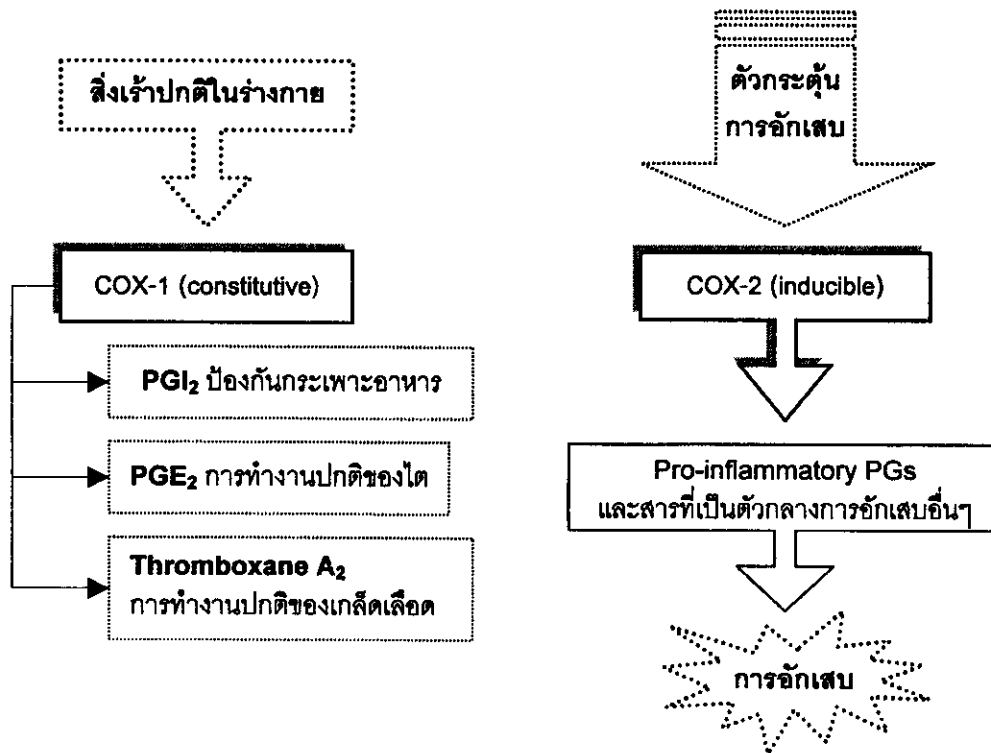 สิ่งเร้าปกติในร่างกาย
COX-1 (constitutive)
PGI₂ ป้องกันกระเพาะอาหาร
PGE₂ การทำงานปกติของไต
Thromboxane A₂
การทำงานปกติของเกล็ดเลือด
ตัวกระตุ้น
การอักเสบ
COX-2 (inducible)
Pro-inflammatory PGs
และสารที่เป็นตัวกลางการอักเสบอื่นๆ
การอักเสบ